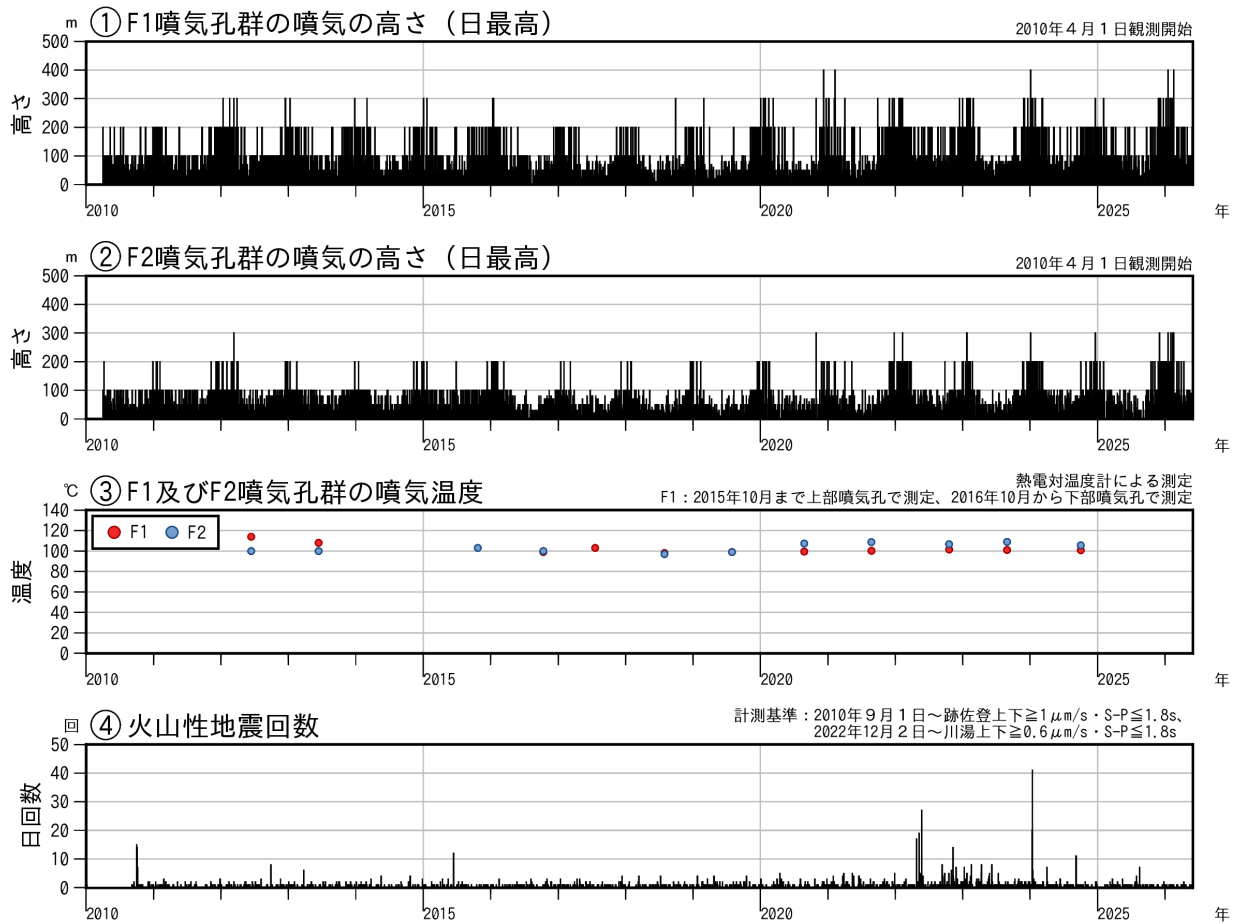 m ①F1噴気孔群の噴気の高さ（日最高）
2010年４月１日観測開始
500
400
300
200
100
0
高さ
2010 2015 2020 2025 年
m ②F2噴気孔群の噴気の高さ（日最高）
2010年４月１日観測開始
500
400
300
200
100
0
高さ
2010 2015 2020 2025 年
℃ ③F1及びF2噴気孔群の噴気温度
熱電対温度計による測定
F1：2015年10月まで上部噴気孔で測定、2016年10月から下部噴気孔で測定
140
120
100
80
60
40
20
0
温度
F1 F2
2010 2015 2020 2025 年
回 ④火山性地震回数
計測基準：2010年９月１日～跡佐登上下≧1μm/s・S-P≦1.8s、
2022年12月２日～川湯上下≧0.6μm/s・S-P≦1.8s
50
40
30
20
10
0
日回数
2010 2015 2020 2025 年